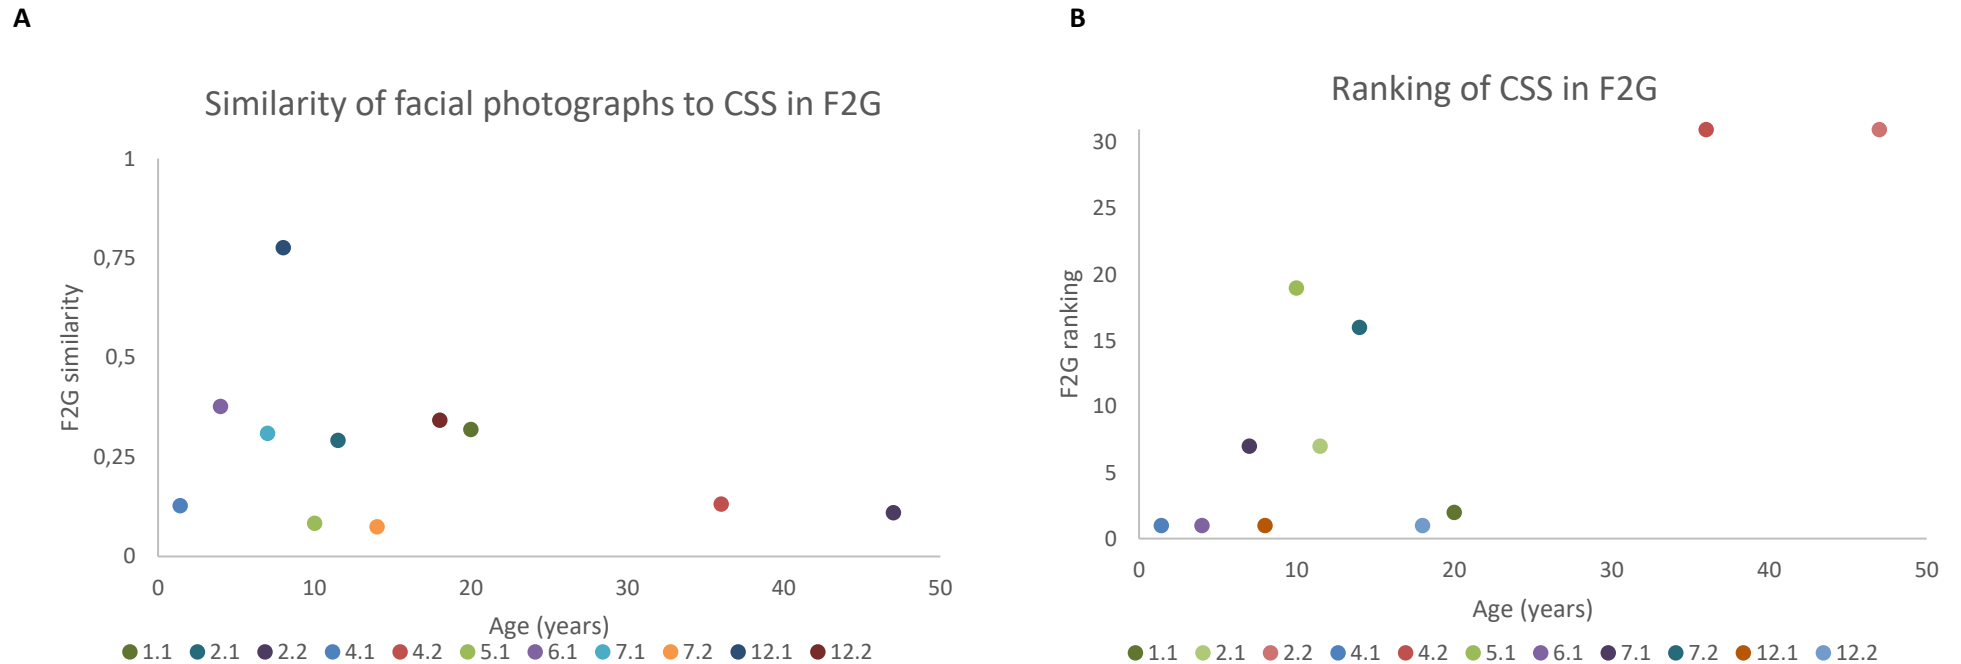 A
Similarity of facial photographs to CSS in F2G
1
0,75
0,5
0,25
0
F2G similarity
0 10 20 30 40 50
Age (years)
1.1 2.1 2.2 4.1 4.2 5.1 6.1 7.1 7.2 12.1 12.2
B
Ranking of CSS in F2G
30
25
20
15
10
5
0
F2G ranking
0 10 20 30 40 50
Age (years)
1.1 2.1 2.2 4.1 4.2 5.1 6.1 7.1 7.2 12.1 12.2